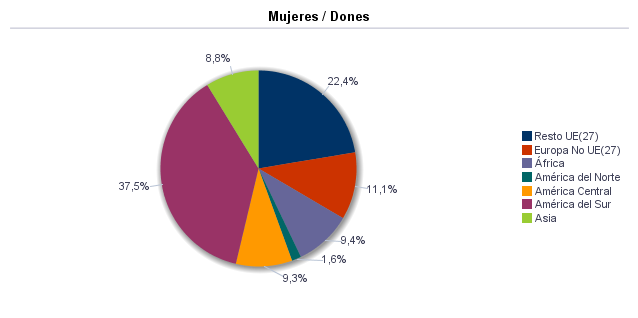 Mujeres / Dones
8,8%
22,4%
37,5%
11,1%
9,4%
1,6%
9,3%
Resto UE(27)
Europa No UE(27)
África
América del Norte
América Central
América del Sur
Asia